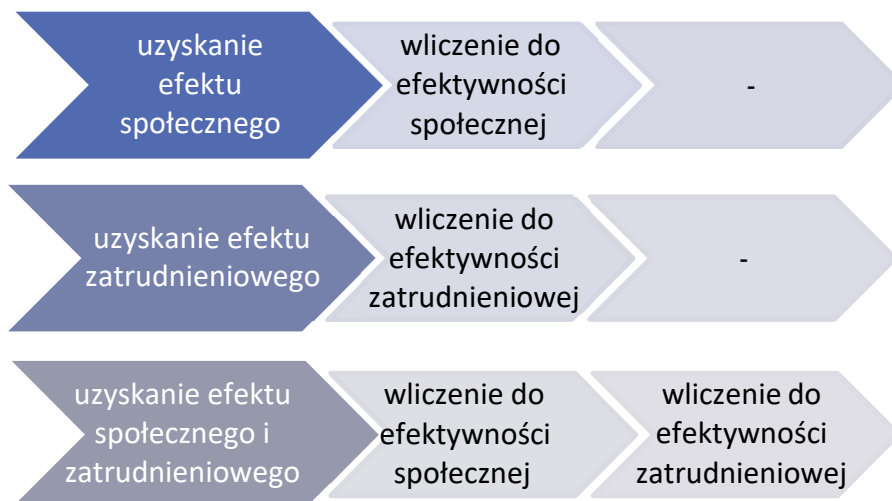 uzyskanie
efektu
społecznego
wliczenie do
efektywności
społecznej
-
uzyskanie efektu
zatrudnieniowego
wliczenie do
efektywności
zatrudnieniowej
-
uzyskanie efektu
społecznego i
zatrudnieniowego
wliczenie do
efektywności
społecznej
wliczenie do
efektywności
zatrudnieniowej